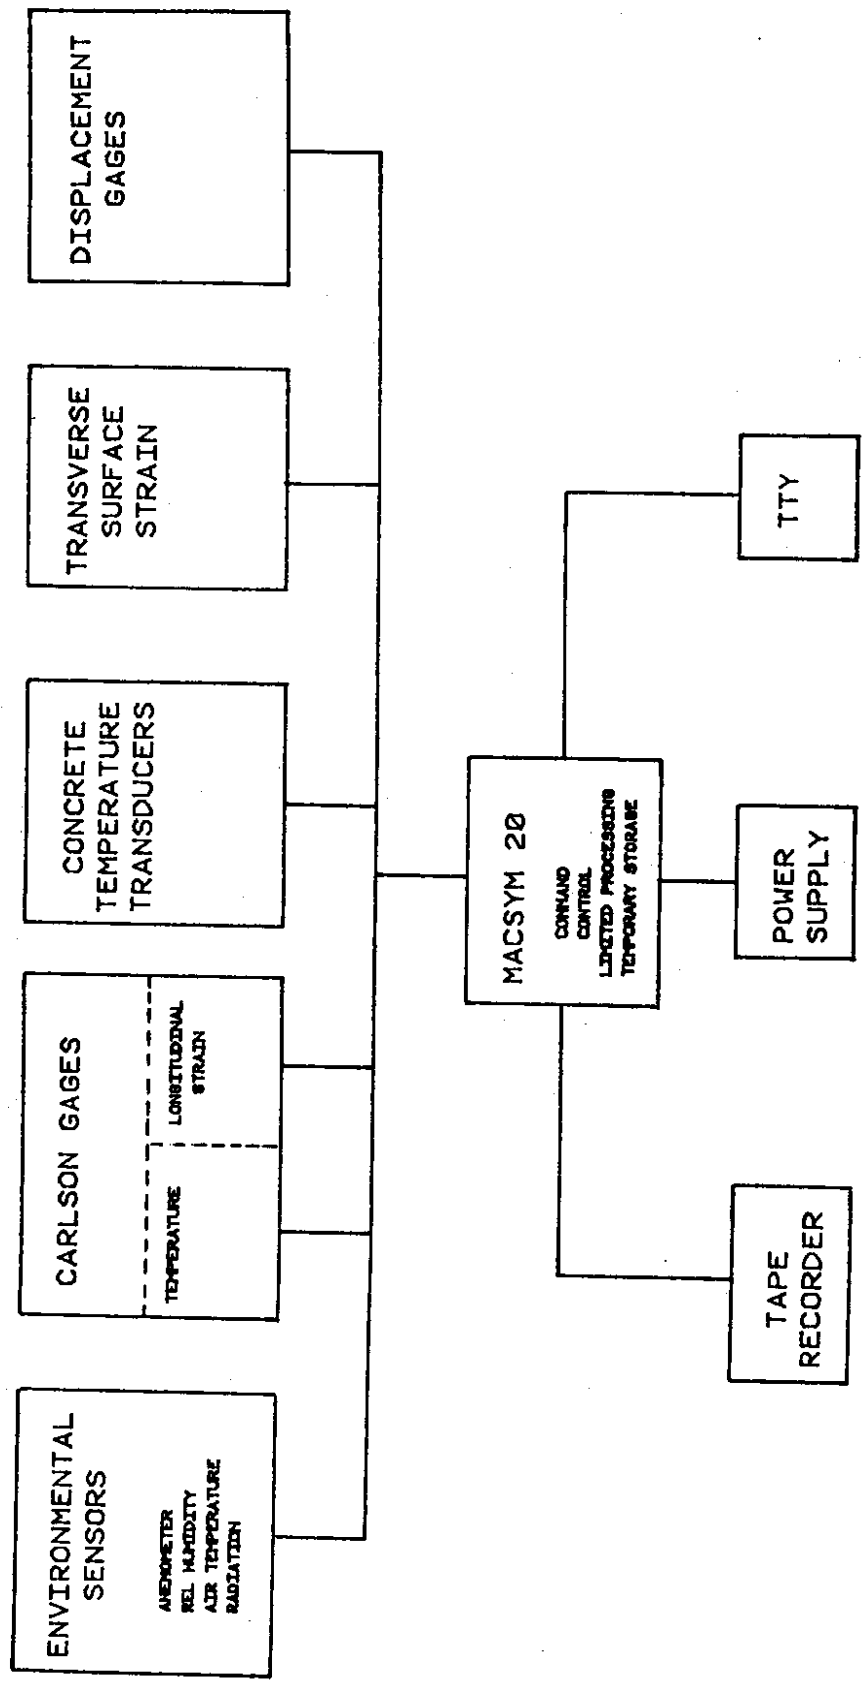 ENVIRONMENTAL
SENSORS
ANEMOMETER
REL HUMIDITY
AIR TEMPERATURE
RADIATION
CARLSON GAGES
TEMPERATURE
LONGITUDINAL
STRAIN
CONCRETE
TEMPERATURE
TRANSDUCERS
TRANSVERSE
SURFACE
STRAIN
DISPLACEMENT
GAGES
MACSYM 20
COMMAND
CONTROL
LIMITED PROCESSING
TEMPORARY STORAGE
TAPE
RECORDER
POWER
SUPPLY
TTY